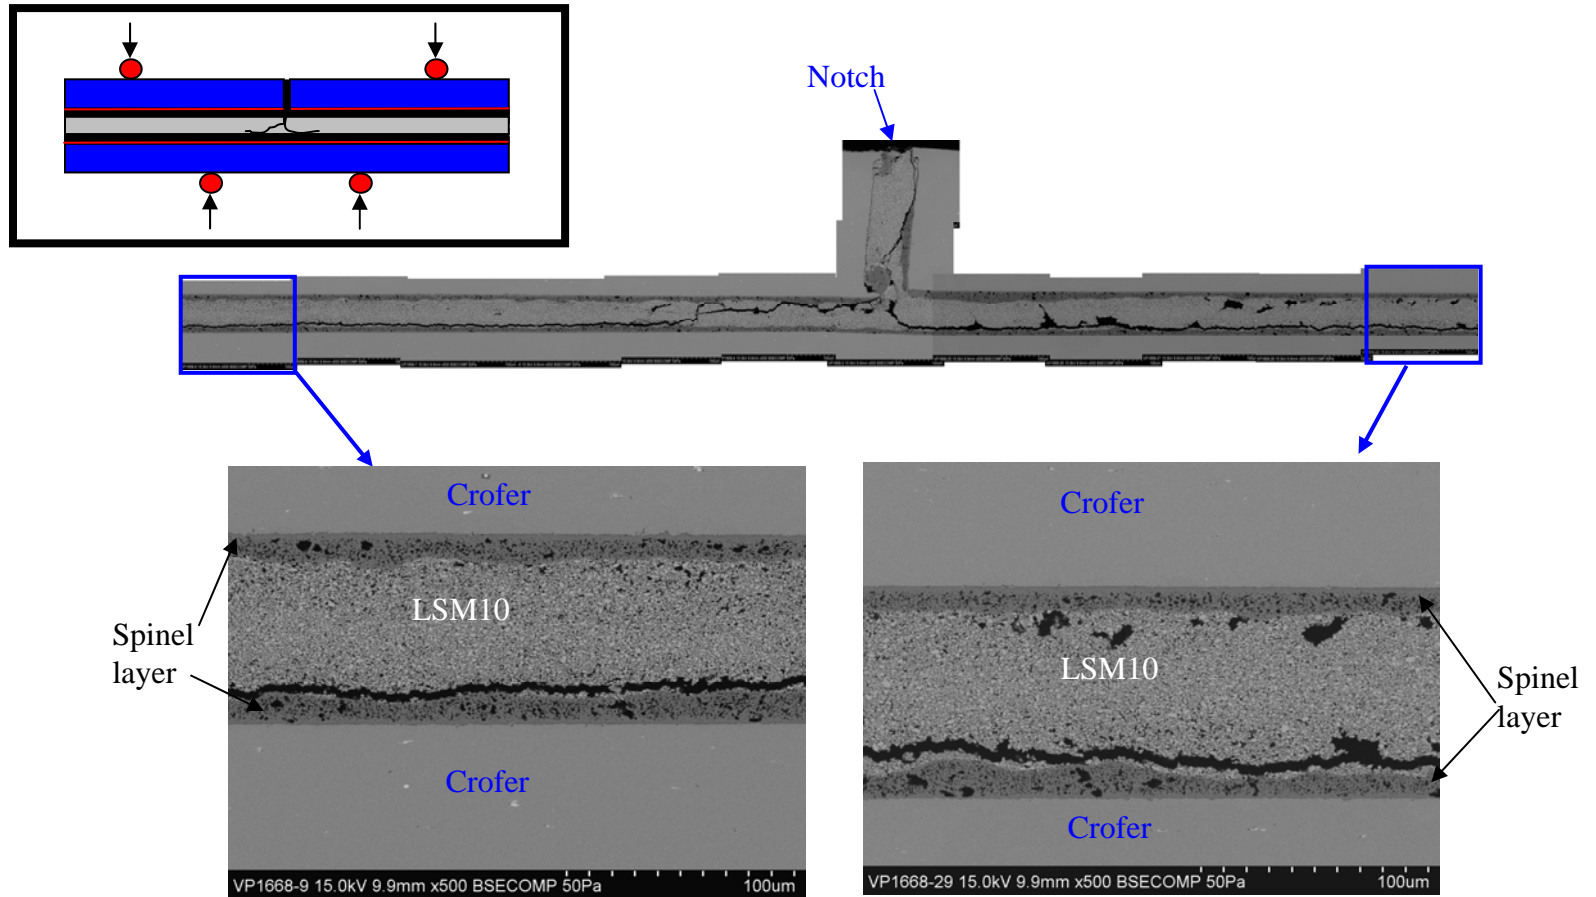 Notch
Crofer
LSM10
Spinel
layer
Crofer
VP1668-9 15.0kV 9.9mm x500 BSECOMP 50Pa
100um
Crofer
LSM10
Spinel
layer
Crofer
VP1668-29 15.0kV 9.9mm x500 BSECOMP 50Pa
100um